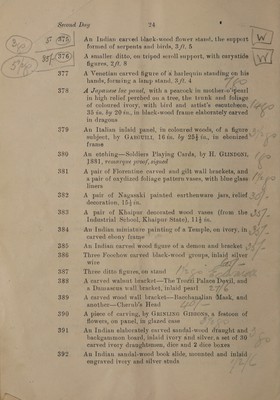 Second Day 24
375 An Indian carved black-wood flower stand, the support
formed of serpents and birds, 3 ft. 5
376 A smaller ditto, on tripod scroll support, with caryatide
figures, 2 ft. 8
377 A Venetian carved figure of a harlequin standing on his
hands, forming a lamp stand, 3 ft. 4
378 A Japanese lac panel, with a peacock in mother-o'-pearl
in high relief perched on a tree, the trunk and foliage
of coloured ivory, with bird and artist's escutcheon,
35 in. by 20 in., in black-wood frame elaborately carved
in dragons
379 An Indian inlaid panel, in coloured woods, of a figure
subject, by 16 in. by in ebonized
frame
380 An etching—Soldiers Playing Cards, by H. GLINDONI,
1881, remarque proof, signed
381 A pair of Florentine carved and gilt wall brackets, and
a pair of mydized foliage pattern vases, with blue glass
liners
382 A pair of Nagasaki painted earthenware jars, relief
decoration, 15½ in.
383 A pair of Khaipur decorated wood vases (from the
Industrial School, Khaipur State), 11½ in.
384 An Indian miniature painting of a Temple, on ivory, in
carved ebony frame
385 An Indian carved wood figure of a demon and bracket
386 Three Foochow carved black-wood groups, inlaid silver
wire
387 Three ditto figures, on stand
388 A carved walnut bracket—The Tooth Palace Devil, and
a Damascus wall bracket, inlaid pearl
389 A carved wood wall bracket—Bacchanalian Mask, and
another—Cherub's Head
390 A piece of carving, by GRINLING GIBBONS, a festoon of
flowers, on panel, in glazed case
391 An Indian elaborately carved sandal-wood draught and
backgammon board, inlaid ivory and silver, a set of 30
carved ivory draughtsmen, dice and 2 dice boxes
392 An Indian sandal-wood book slide, mounted and inlaid
engraved ivory and silver studs